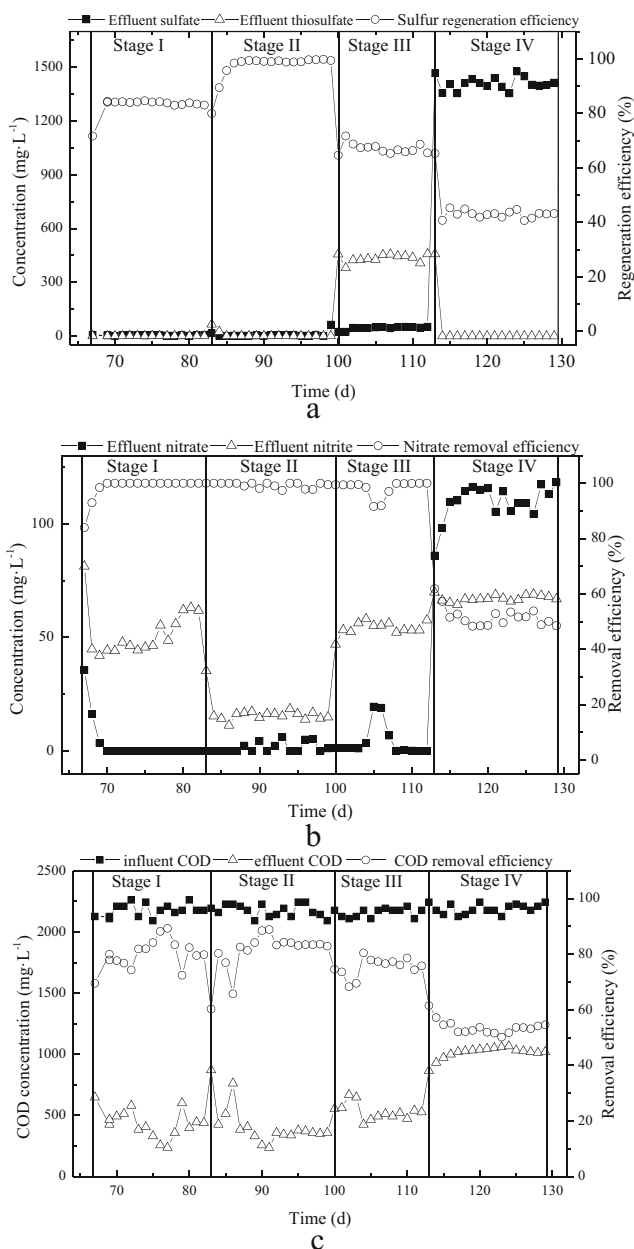 Effluent sulfate Effluent thiosulfate Sulfur regeneration efficiency
Stage I Stage II Stage III Stage IV
Concentration (mg·L⁻¹)
1500
1200
900
600
300
0
100
80
60
40
20
0
Regeneration efficiency (%)
70 80 90 100 110 120 130
Time (d)
a
Effluent nitrate Effluent nitrite Nitrate removal efficiency
Stage I Stage II Stage III Stage IV
Concentration (mg·L⁻¹)
100
50
0
100
80
60
40
20
0
Removal efficiency (%)
70 80 90 100 110 120 130
Time (d)
b
influent COD effluent COD COD removal efficiency
Stage I Stage II Stage III Stage IV
COD concentration (mg·L⁻¹)
2500
2000
1500
1000
500
0
100
80
60
40
20
0
Removal efficiency (%)
70 80 90 100 110 120 130
Time (d)
c